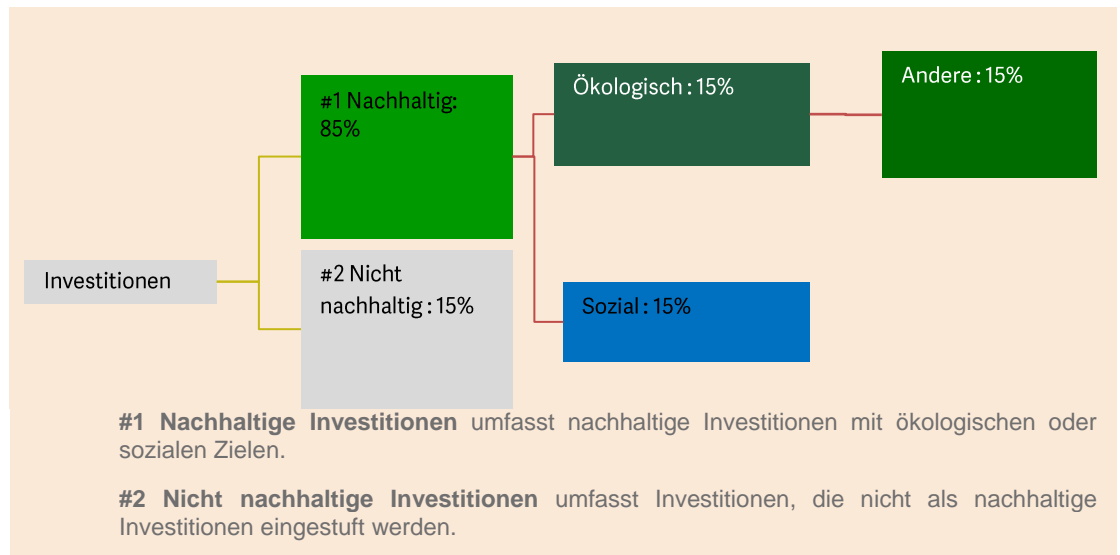 #1 Nachhaltig:
85%
Ökologisch : 15%
Andere : 15%
Investitionen
#2 Nicht
nachhaltig : 15%
Sozial : 15%
#1 Nachhaltige Investitionen umfasst nachhaltige Investitionen mit ökologischen oder
sozialen Zielen.
#2 Nicht nachhaltige Investitionen umfasst Investitionen, die nicht als nachhaltige
Investitionen eingestuft werden.